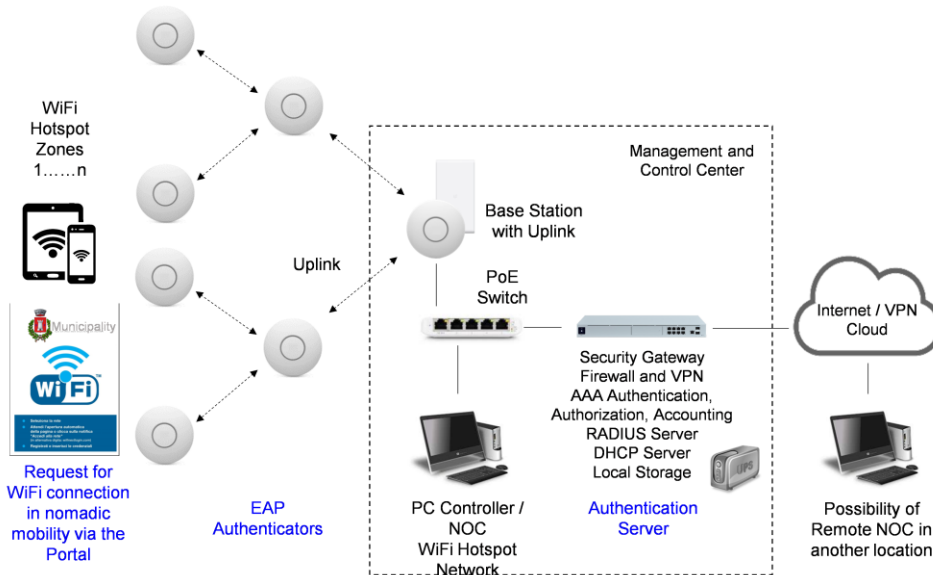 WiFi
Hotspot
Zones
1......n
Municipality
WiFi
Request for
WiFi connection
in nomadic
mobility via the
Portal
Uplink
EAP
Authenticators
Management and
Control Center
Base Station
with Uplink
PoE
Switch
Security Gateway
Firewall and VPN
AAA Authentication,
Authorization, Accounting
RADIUS Server
DHCP Server
Local Storage
UPS
PC Controller /
NOC
WiFi Hotspot
Network
Authentication
Server
Internet / VPN
Cloud
Possibility of
Remote NOC in
another location